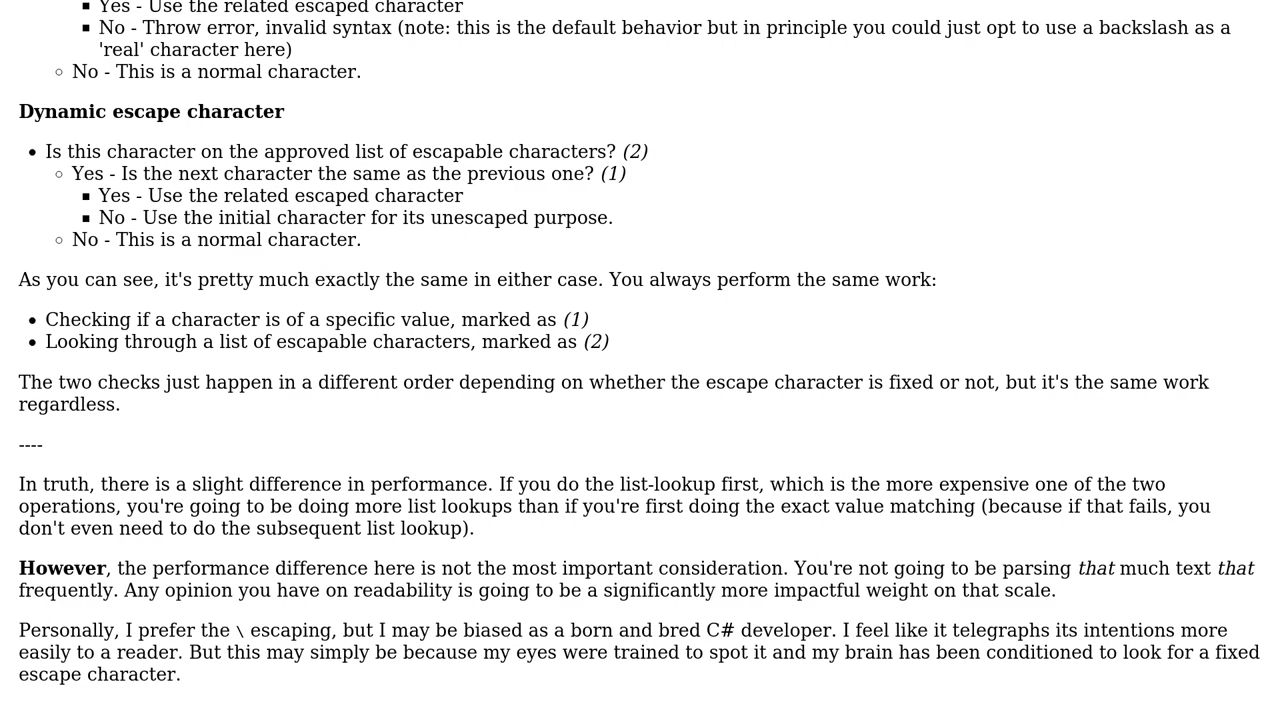 Yes - Use the related escaped character
No - Throw error, invalid syntax (note: this is the default behavior but in principle you could just opt to use a backslash as a
'real' character here)
No - This is a normal character.
Dynamic escape character
Is this character on the approved list of escapable characters? (2)
Yes - Is the next character the same as the previous one? (1)
Yes - Use the related escaped character
No - Use the initial character for its unescaped purpose.
No - This is a normal character.
As you can see, it's pretty much exactly the same in either case. You always perform the same work:
Checking if a character is of a specific value, marked as (1)
Looking through a list of escapable characters, marked as (2)
The two checks just happen in a different order depending on whether the escape character is fixed or not, but it's the same work
regardless.
----
In truth, there is a slight difference in performance. If you do the list-lookup first, which is the more expensive one of the two
operations, you're going to be doing more list lookups than if you're first doing the exact value matching (because if that fails, you
don't even need to do the subsequent list lookup).
However, the performance difference here is not the most important consideration. You're not going to be parsing that much text that
frequently. Any opinion you have on readability is going to be a significantly more impactful weight on that scale.
Personally, I prefer the \ escaping, but I may be biased as a born and bred C# developer. I feel like it telegraphs its intentions more
easily to a reader. But this may simply be because my eyes were trained to spot it and my brain has been conditioned to look for a fixed
escape character.